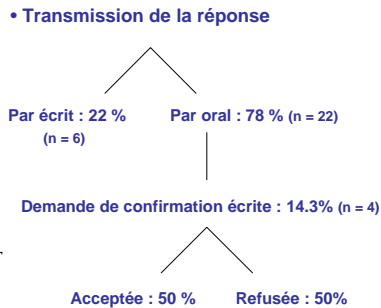 • Transmission de la réponse
Par écrit : 22 % Par oral : 78 % (n = 22)
(n = 6)
Demande de confirmation écrite : 14.3% (n = 4)
Acceptée : 50 % Refusée : 50%